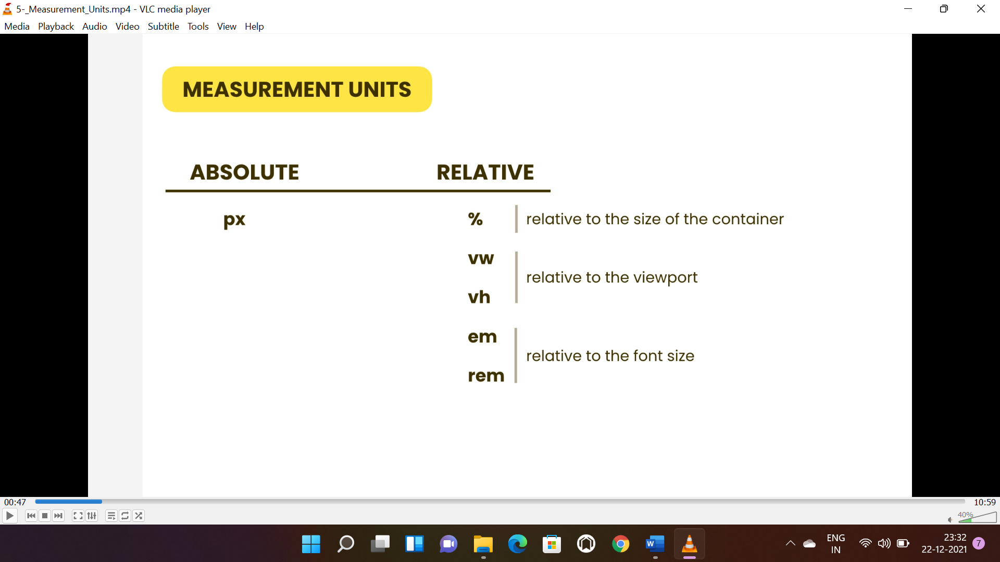 5-_Measurement_Units.mp4 - VLC media player
Media Playback Audio Video Subtitle Tools View Help
MEASUREMENT UNITS
ABSOLUTE RELATIVE
px % relative to the size of the container
vw
relative to the viewport
vh
em
relative to the font size
rem
00:47 10:59
40%
W
ENG
IN
23:32
22-12-2021
7